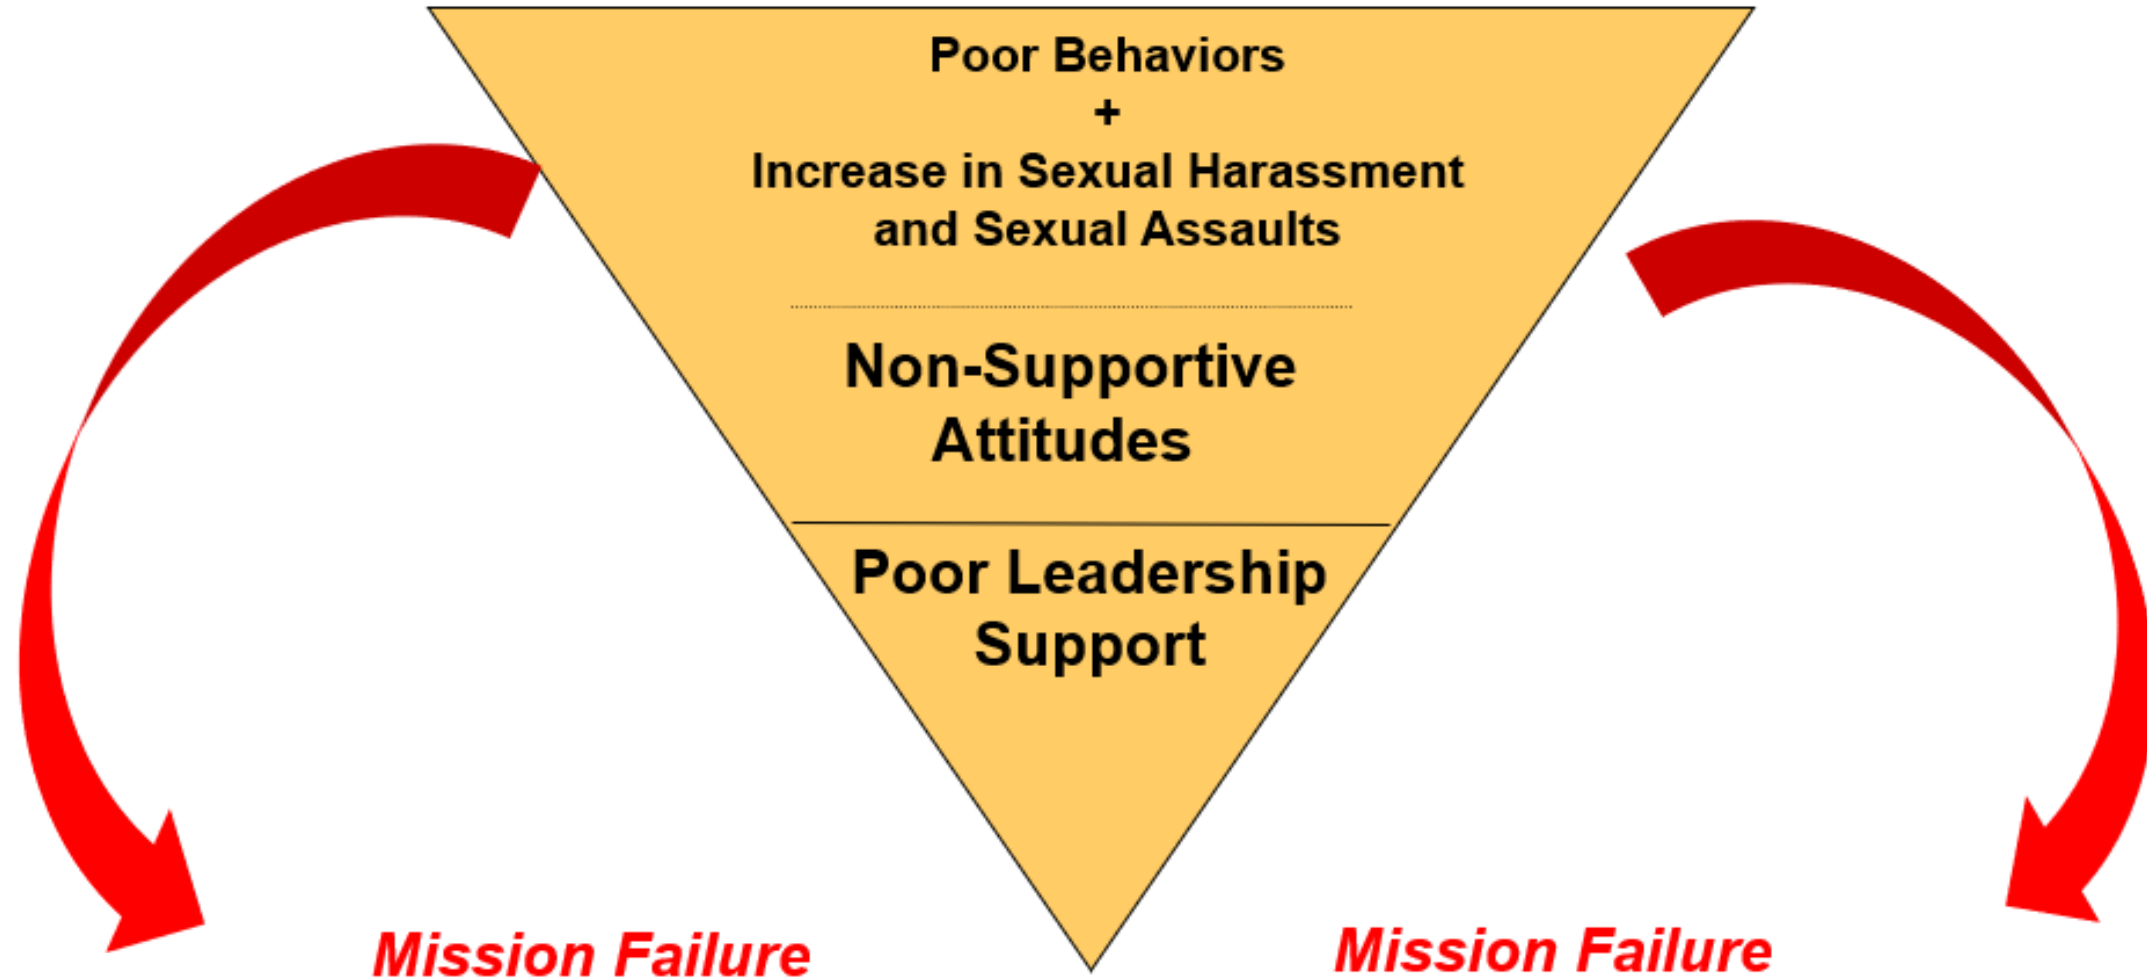 Poor Behaviors
+
Increase in Sexual Harassment
and Sexual Assaults
Non-Supportive
Attitudes
Poor Leadership
Support
Mission Failure
Mission Failure